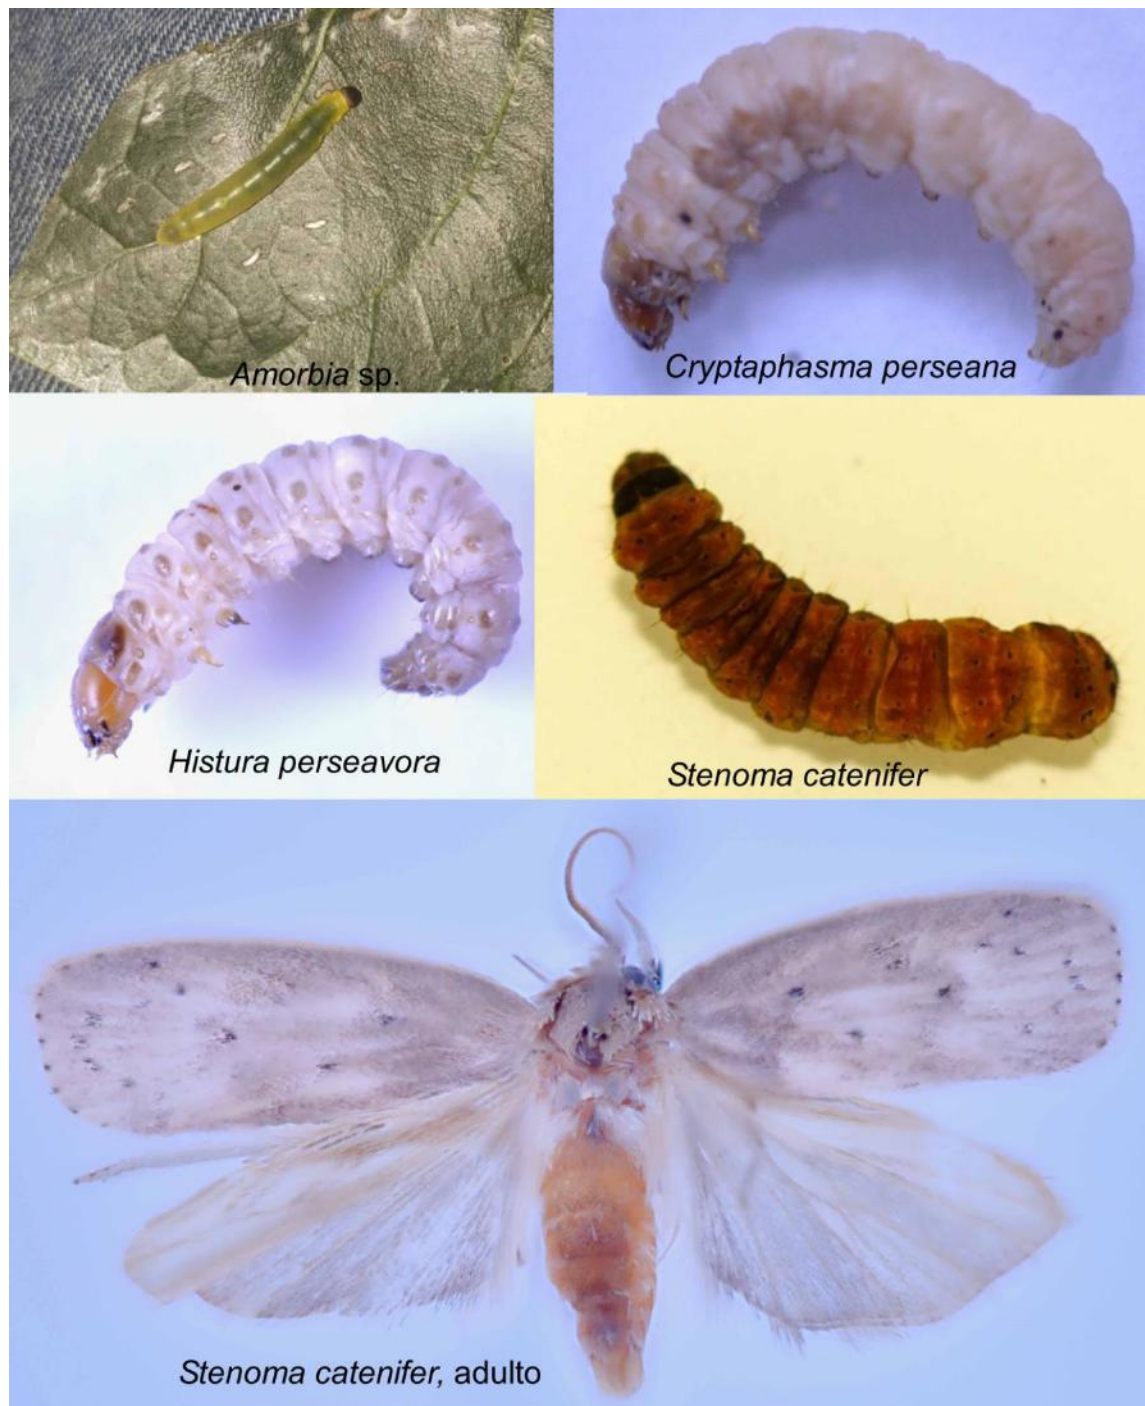 Amorbia sp.
Cryptaphasma perseana
Histura perseavora
Stenoma catenifer
Stenoma catenifer, adulto